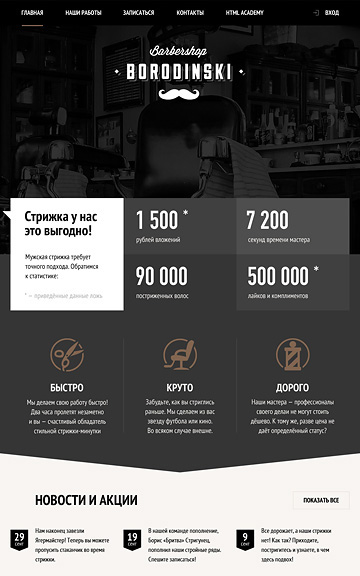 ГЛАВНАЯ НАШИ РАБОТЫ ЗАПИСАТЬСЯ КОНТАКТЫ HTML ACADEMY ВХОД
Barbershop
BORODINSKI
Стрижка у нас
это выгодно!
Мужская стрижка требует
точного подхода. Обратимся
к статистике:
* — приведённые данные ложь
1 500 *
рублей вложений
7 200
секунд времени мастера
90 000
постриженных волос
500 000 *
лайков и комплиментов
БЫСТРО
Мы делаем свою работу быстро!
Два часа пролетят незаметно
и вы — счастливый обладатель
стильной стрижки-минутки
КРУТО
Забудьте, как вы стриглись
раньше. Мы сделаем из вас
звезду футбола или кино.
Во всяком случае внешне.
ДОРОГО
Наши мастера — профессионалы
своего дела и не могут стоить
дёшево. К тому же, разве цена не
даёт определённый статус?
НОВОСТИ И АКЦИИ
ПОКАЗАТЬ ВСЕ
29
сен
Нам наконец завезли
Ягермайстер! Теперь вы можете
пропустить стаканчик во время
стрижки.
19
сен
В нашей команде пополнение,
Борис «Бритва» Стригунец,
пополнил наши стройные ряды.
Спешите записаться!
9
сен
Все дорожает, а наши стрижки
нет! Как? Приходите,
постригитесь и узнаете, в чем
здесь подвох!